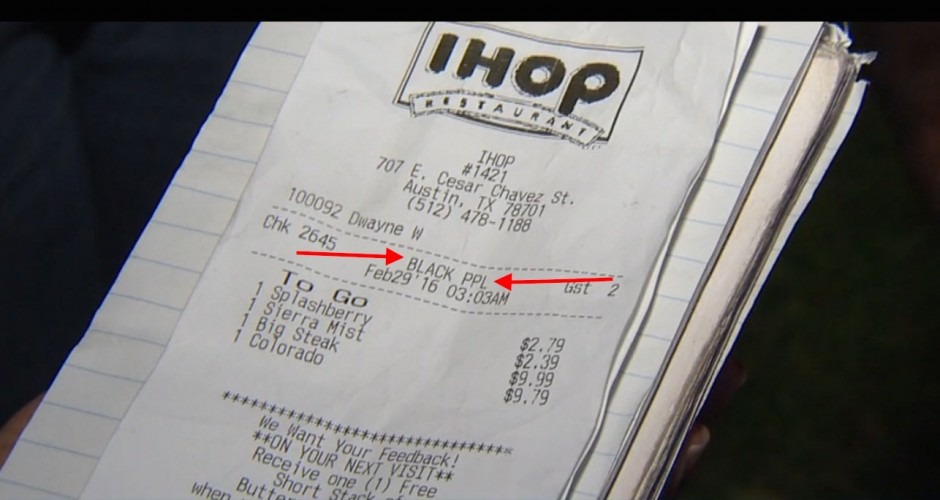 IHOP
RESTAURANT
IHOP
#1421
707 E. Cesar Chavez St.
Austin, TX 78701
(512) 478-1188
100092 Dwayne W
Chk 2645 BLACK PPL Gst 2
Feb29'16 03:03AM
To Go
1 Splashberry $2.79
1 Sierra Mist $2.39
1 Big Steak $9.99
1 Colorado $9.79
************************************
We Want Your Feedback!
**ON YOUR NEXT VISIT**
Receive one (1) Free
Short Stack of
Butter
when